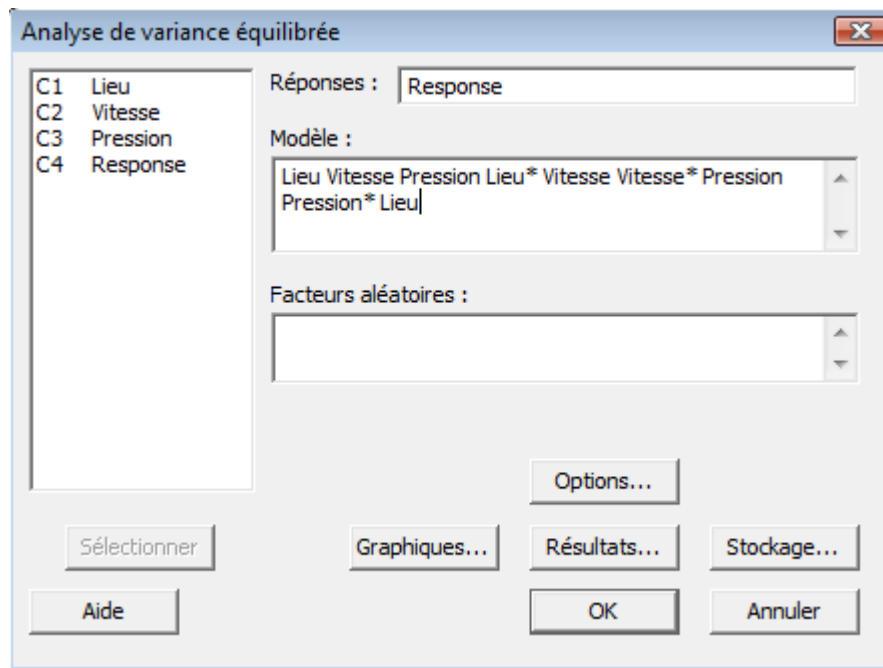 Analyse de variance équilibrée
C1 Lieu
C2 Vitesse
C3 Pression
C4 Response
Réponses :
Response
Modèle :
Lieu Vitesse Pression Lieu* Vitesse Vitesse* Pression
Pression* Lieu
Facteurs aléatoires :
Options...
Sélectionner
Graphiques...
Résultats...
Stockage...
Aide
OK
Annuler